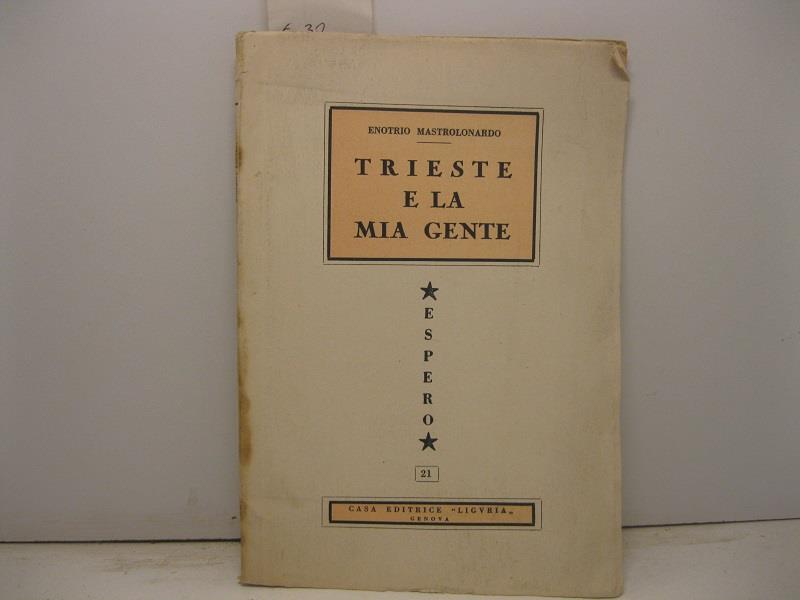 ENOTRIO MASTROLONARDO
TRIESTE
E LA
MIA GENTE
ESPERO
21
CASA EDITRICE "LIGVRIA„
GENOVA